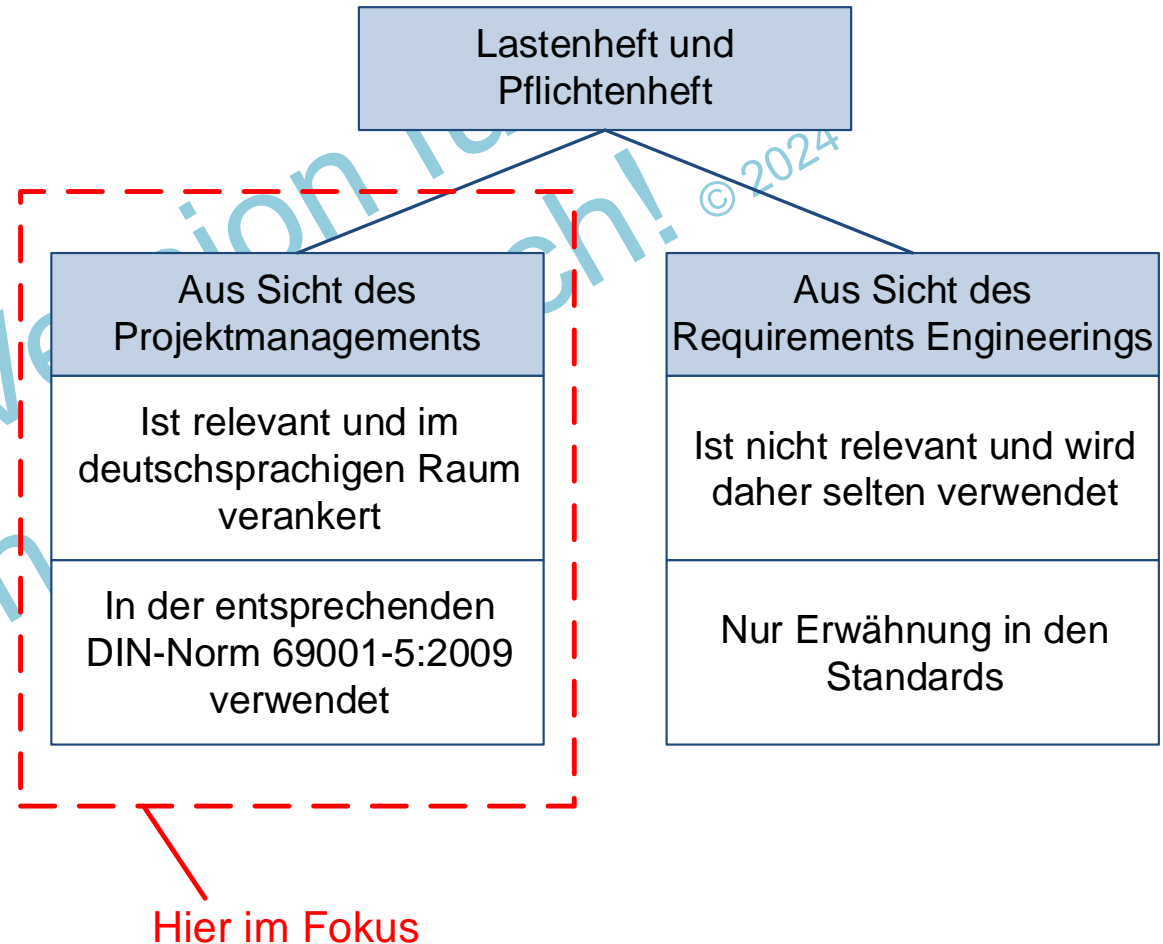 Lastenheft und
Pflichtenheft
© 2024
Aus Sicht des
Projektmanagements
Ist relevant und im
deutschsprachigen Raum
verankert
In der entsprechenden
DIN-Norm 69001-5:2009
verwendet
Aus Sicht des
Requirements Engineerings
Ist nicht relevant und wird
daher selten verwendet
Nur Erwähnung in den
Standards
Hier im Fokus